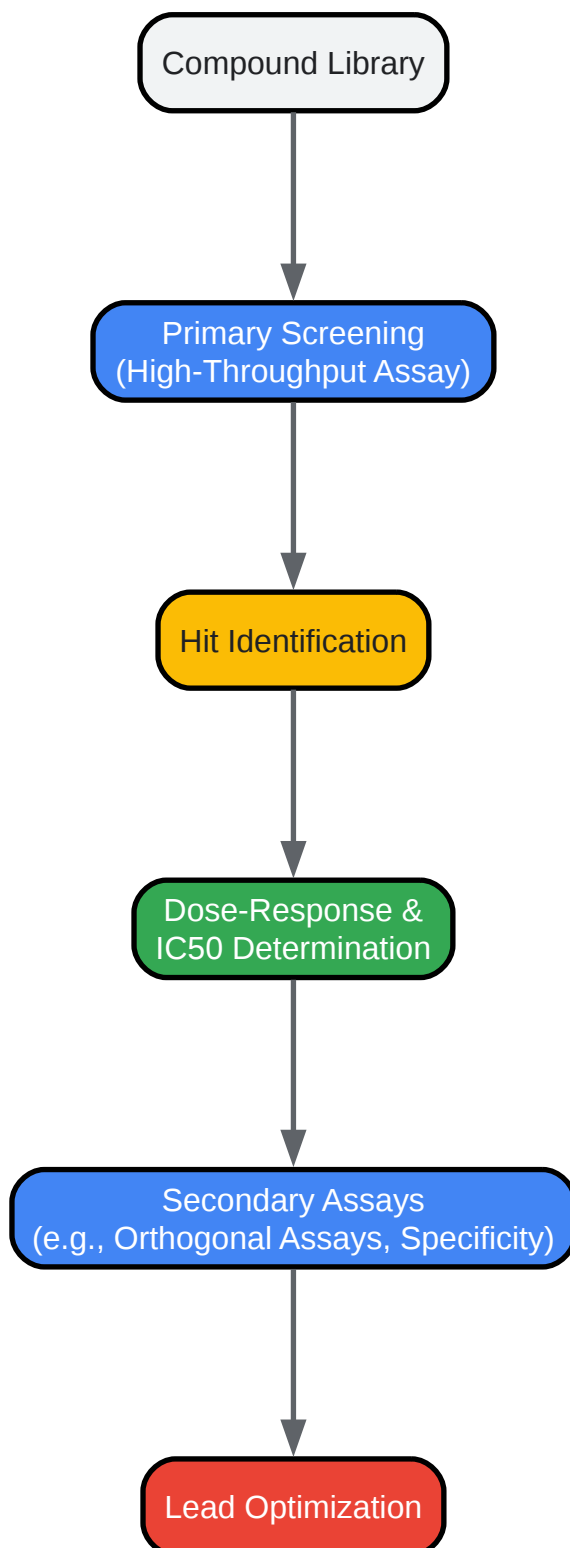 Compound Library
Primary Screening
(High-Throughput Assay)
Hit Identification
Dose-Response &
IC50 Determination
Secondary Assays
(e.g., Orthogonal Assays, Specificity)
Lead Optimization